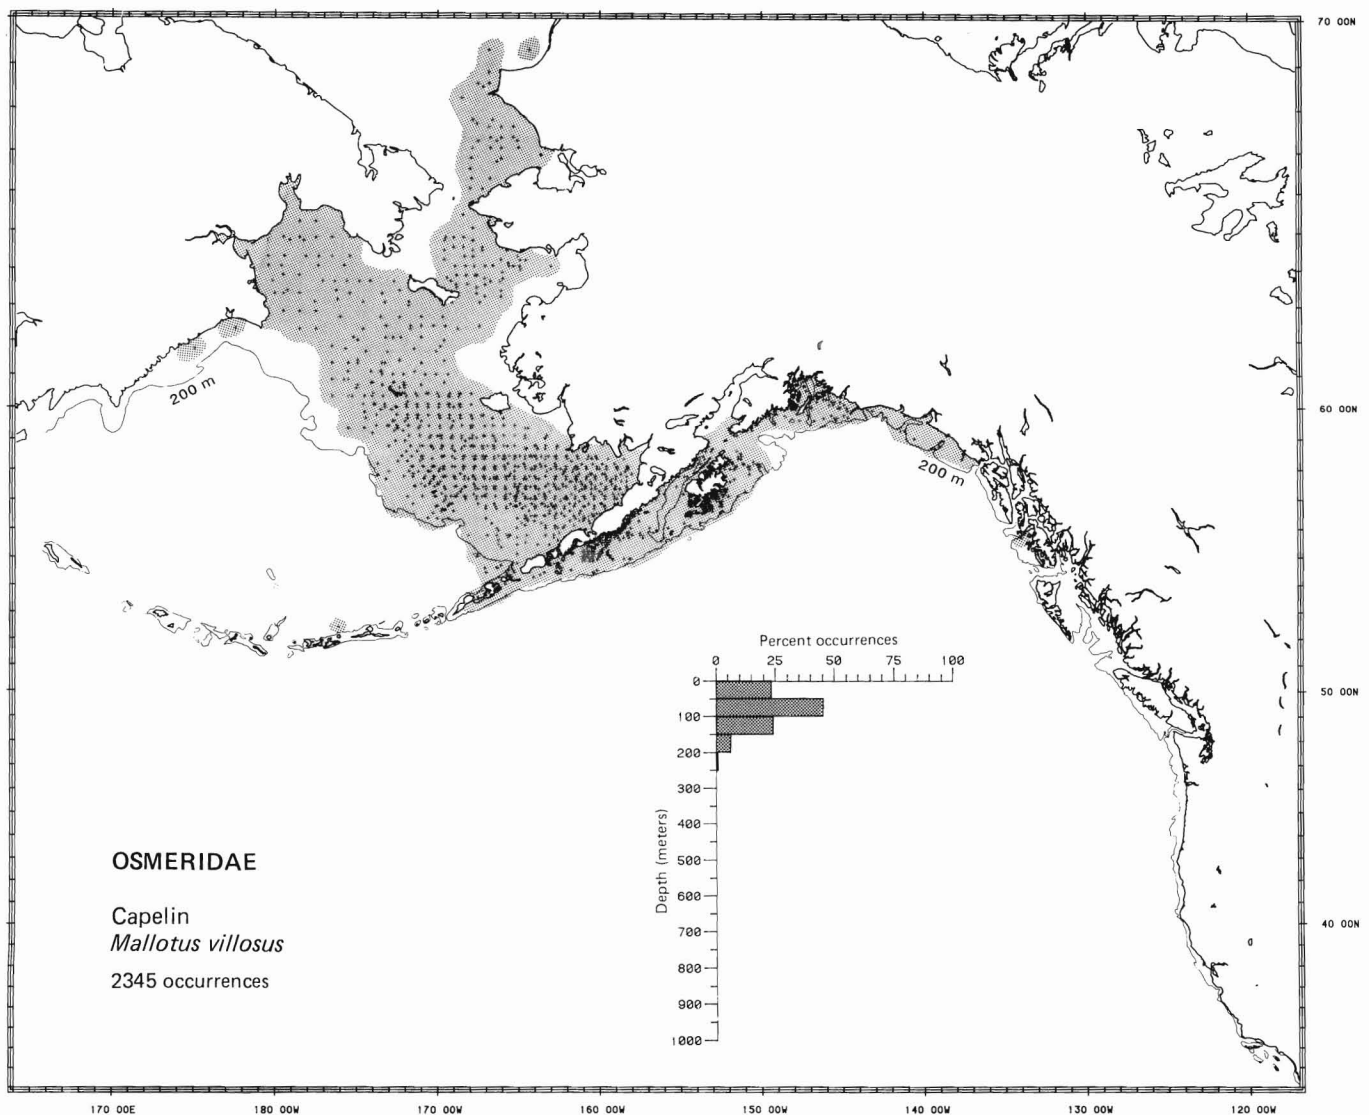 70 00N
200 m
60 00N
200 m
Percent occurrences
0 25 50 75 100
0
100
200
300
400
500
600
700
800
900
1000
Depth (meters)
50 00N
40 00N
OSMERIDAE
Capelin
Mallotus villosus
2345 occurrences
170 00E 180 00W 170 00W 160 00W 150 00W 140 00W 130 00W 120 00W